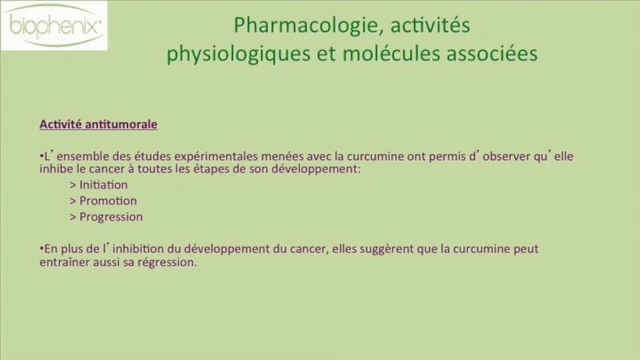 biophenix®
Pharmacologie, activités
physiologiques et molécules associées
Activité antitumorale
•L’ensemble des études expérimentales menées avec la curcumine ont permis d’observer qu’elle
inhibe le cancer à toutes les étapes de son développement:
> Initiation
> Promotion
> Progression
•En plus de l’inhibition du développement du cancer, elles suggèrent que la curcumine peut
entraîner aussi sa régression.